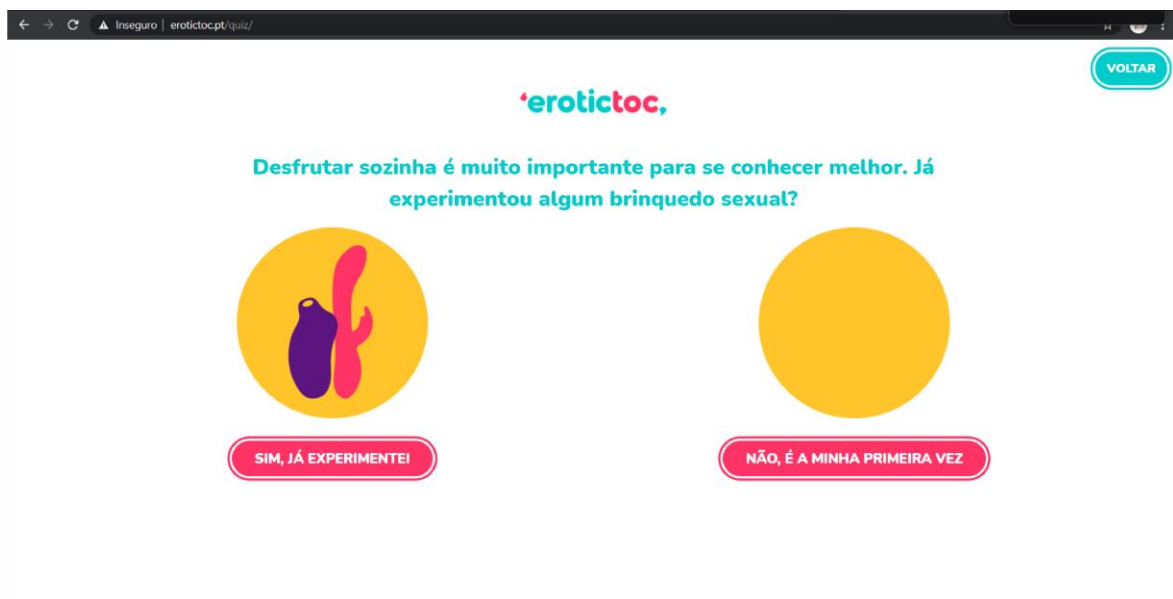 Inseguro | erotictoc.pt/quiz/
VOLTAR
'erotictoc,
Desfrutar sozinha é muito importante para se conhecer melhor. Já
experimentou algum brinquedo sexual?
SIM, JÁ EXPERIMENTEI
NÃO, É A MINHA PRIMEIRA VEZ